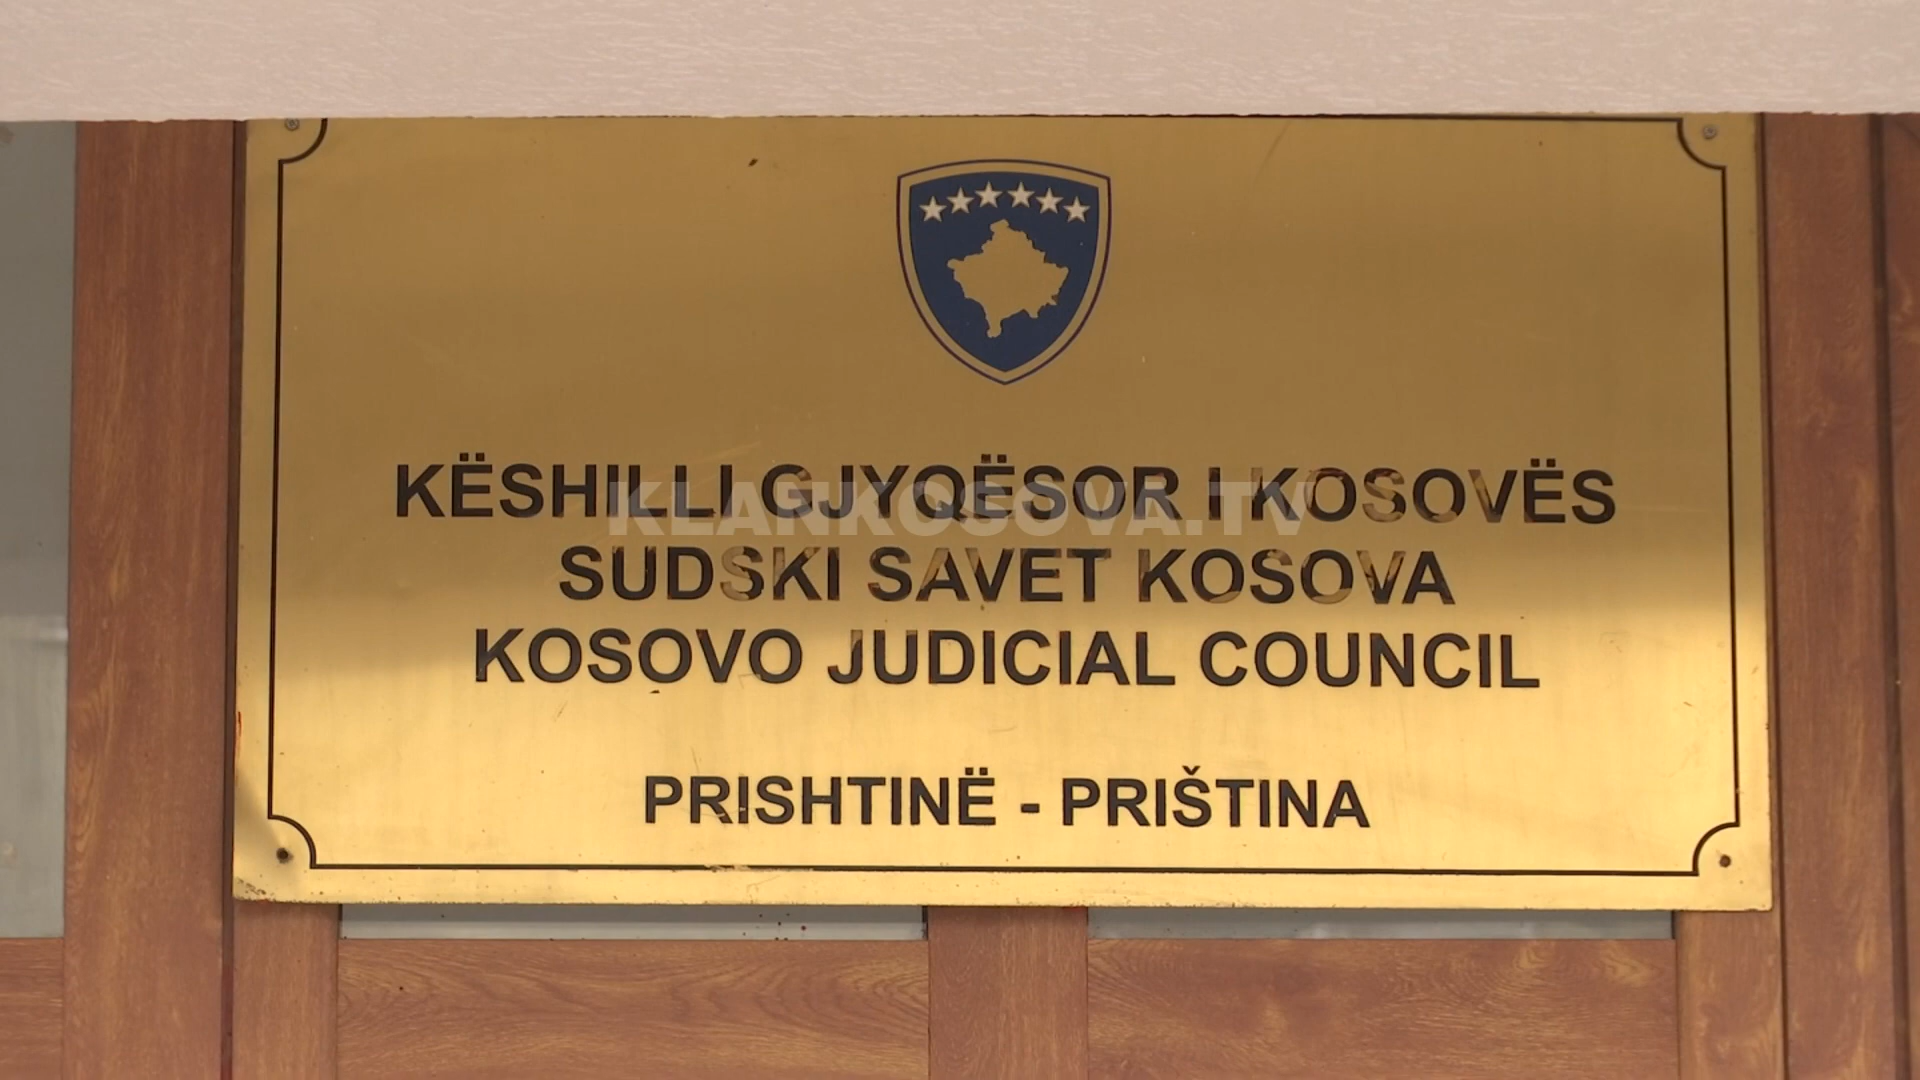 KËSHILLI GJYQËSOR I KOSOVËS
KLANKOSOVA.TV
SUDSKI SAVET KOSOVA
KOSOVO JUDICIAL COUNCIL
PRISHTINË - PRIŠTINA